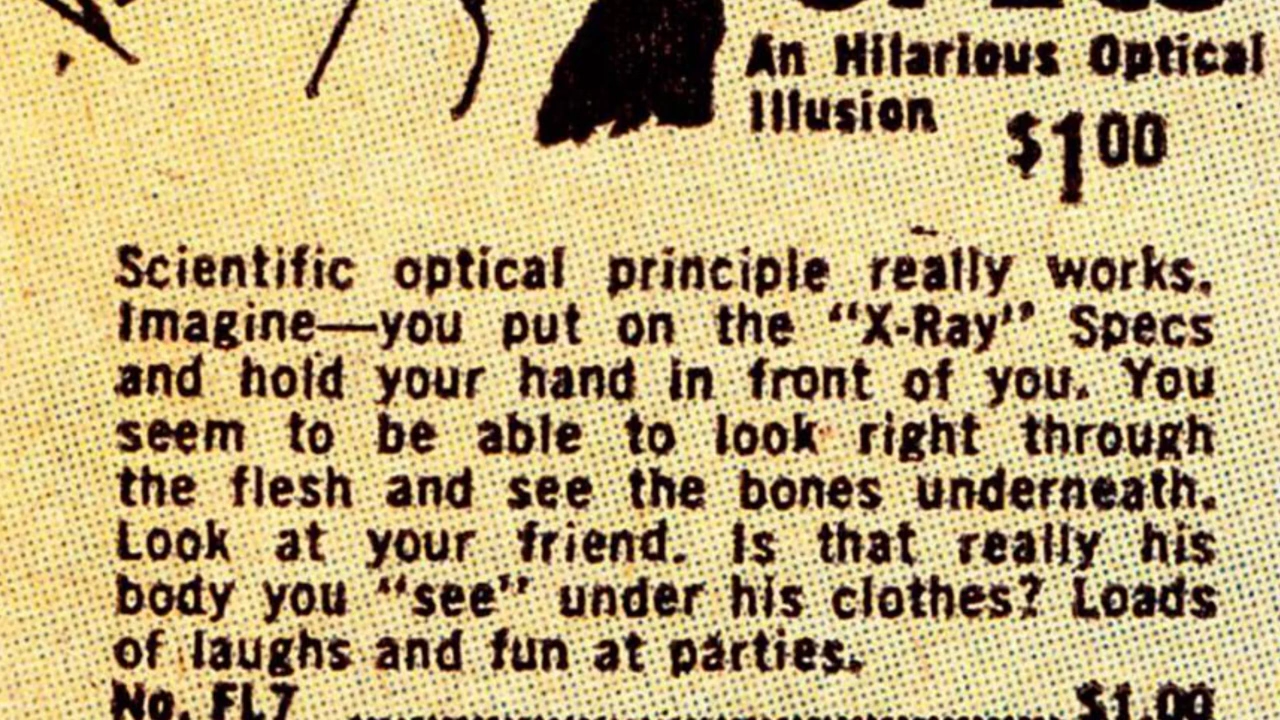 An Hilarious Optical
Illusion
$100
Scientific optical principle really works.
Imagine—you put on the “X-Ray” Specs
and hold your hand in front of you. You
seem to be able to look right through
the flesh and see the bones underneath.
Look at your friend. Is that really his
body you “see” under his clothes? Loads
of laughs and fun at parties.
No. FL7 ........................ $1.00